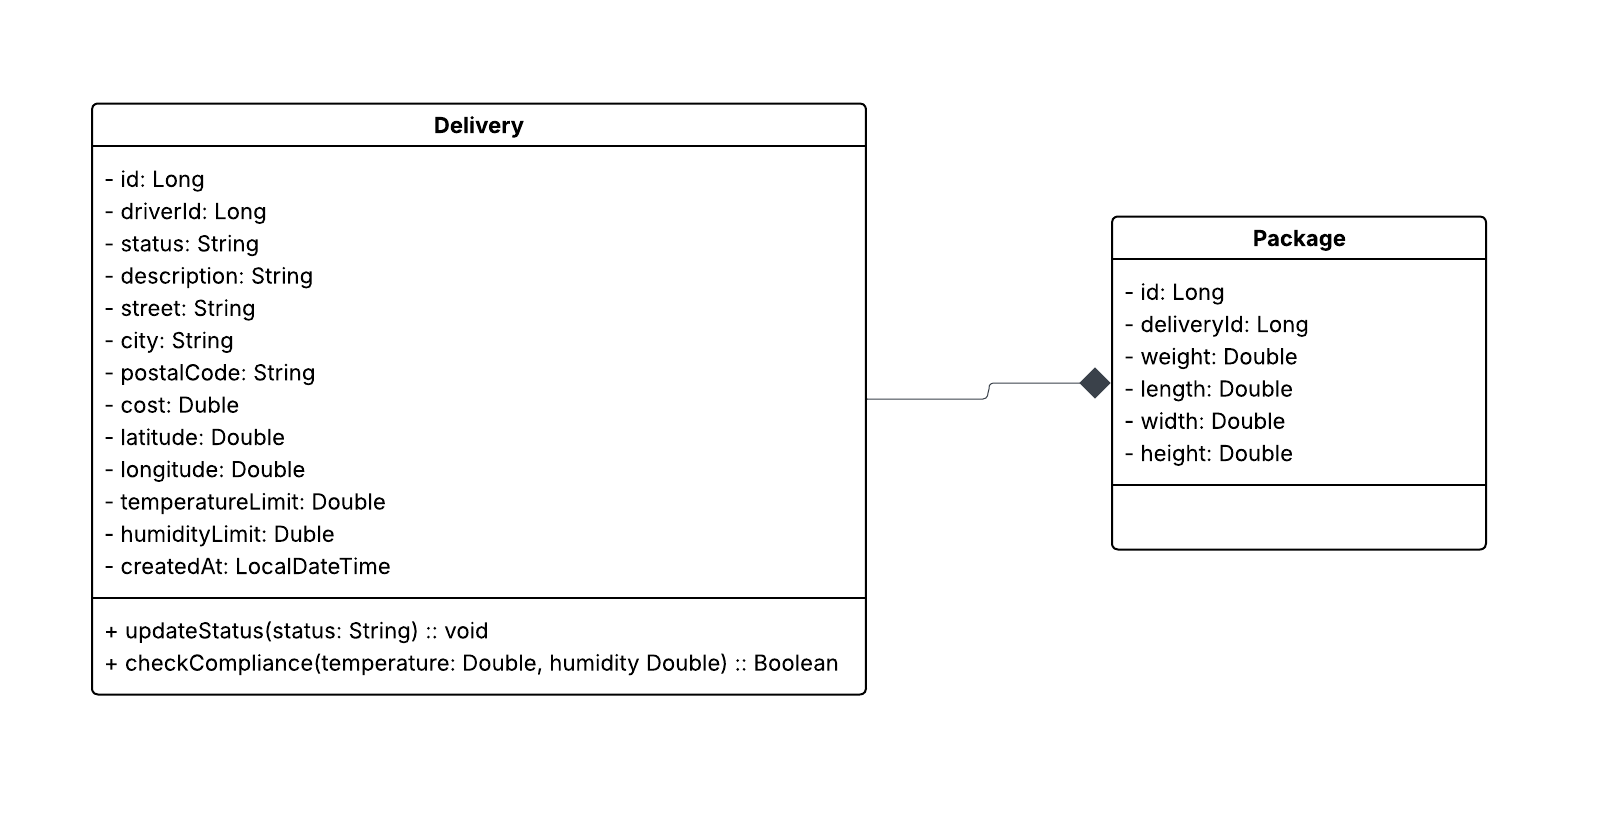 Delivery
- id: Long
- driverId: Long
- status: String
- description: String
- street: String
- city: String
- postalCode: String
- cost: Duble
- latitude: Double
- longitude: Double
- temperatureLimit: Double
- humidityLimit: Duble
- createdAt: LocalDateTime
+ updateStatus(status: String) :: void
+ checkCompliance(temperature: Double, humidity Double) :: Boolean
Package
- id: Long
- deliveryId: Long
- weight: Double
- length: Double
- width: Double
- height: Double